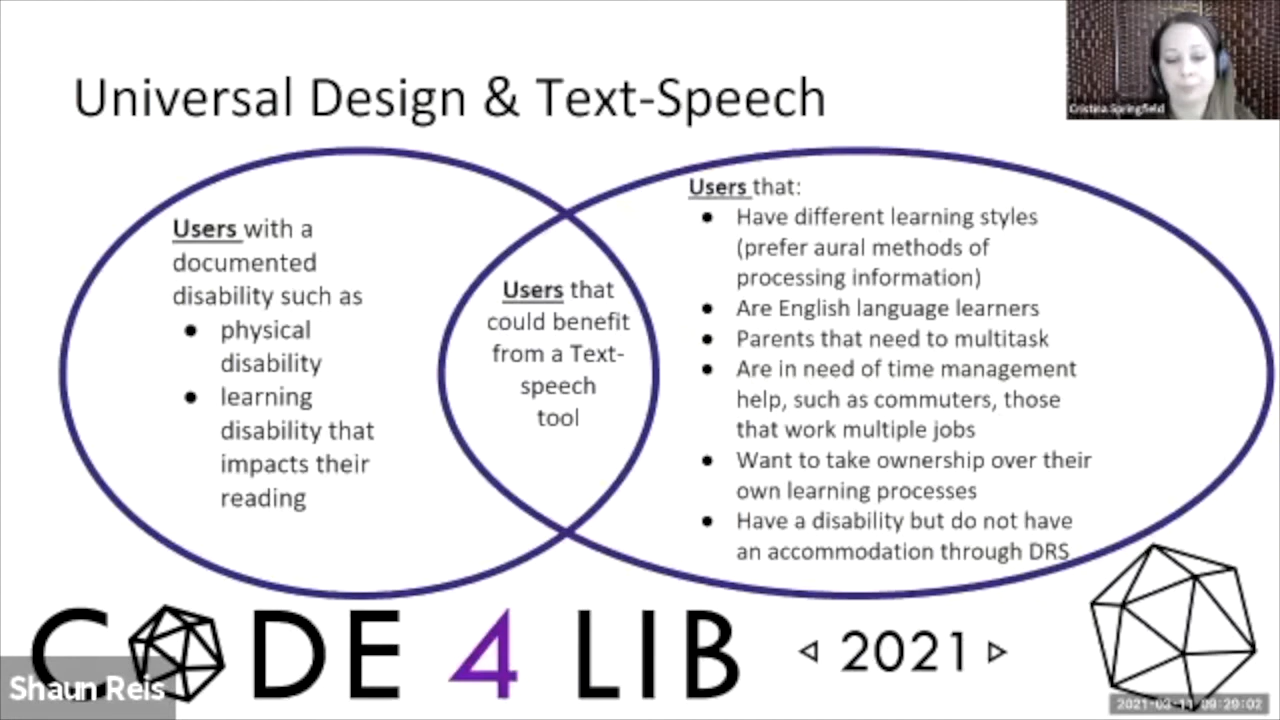 Universal Design & Text-Speech
Cristina Springfield
Users with a
documented
disability such as
● physical
disability
● learning
disability that
impacts their
reading
Users that
could benefit
from a Text-
speech
tool
Users that:
● Have different learning styles
(prefer aural methods of
processing information)
● Are English language learners
● Parents that need to multitask
● Are in need of time management
help, such as commuters, those
that work multiple jobs
● Want to take ownership over their
own learning processes
● Have a disability but do not have
an accommodation through DRS
CODE 4 LIB
2021
Shaun Reis
2021-03-11 09:29:02